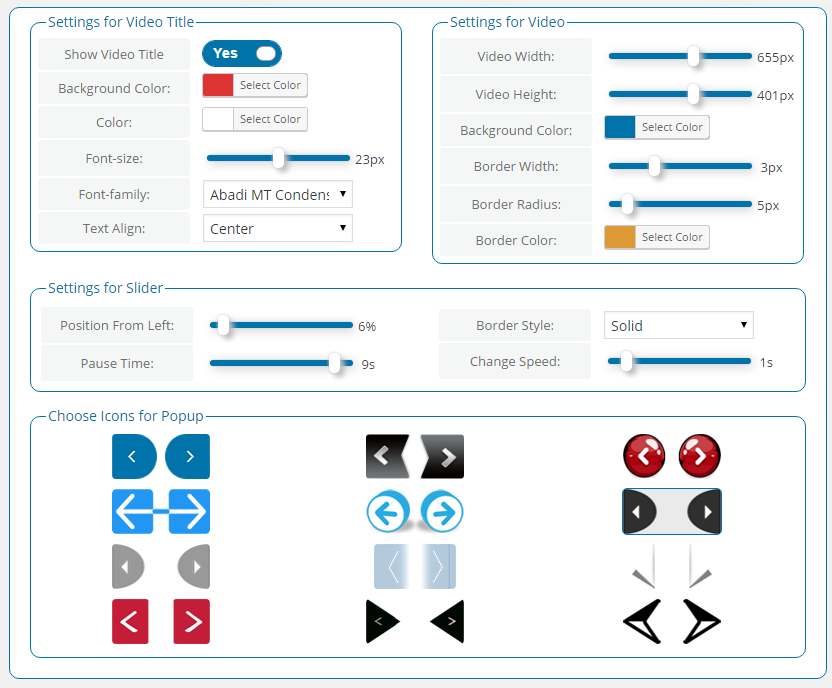 Settings for Video Title
Show Video Title Yes
Background Color: Select Color
Color: Select Color
Font-size: 23px
Font-family: Abadi MT Condens
Text Align: Center
Settings for Video
Video Width: 655px
Video Height: 401px
Background Color: Select Color
Border Width: 3px
Border Radius: 5px
Border Color: Select Color
Settings for Slider
Position From Left: 6%
Border Style: Solid
Pause Time: 9s
Change Speed: 1s
Choose Icons for Popup